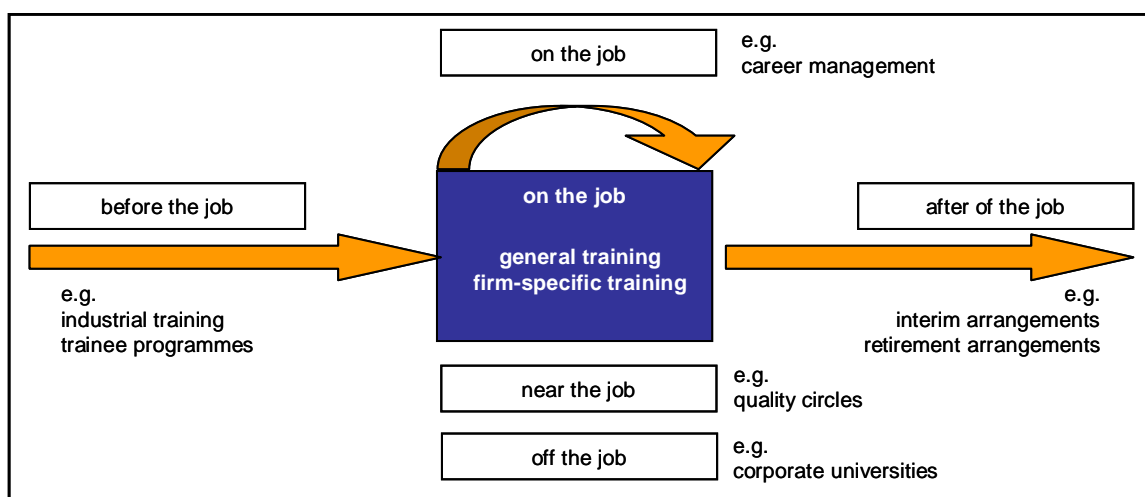 on the job
e.g.
career management
before the job
e.g.
industrial training
trainee programmes
on the job
general training
firm-specific training
after of the job
e.g.
interim arrangements
retirement arrangements
near the job
e.g.
quality circles
off the job
e.g.
corporate universities